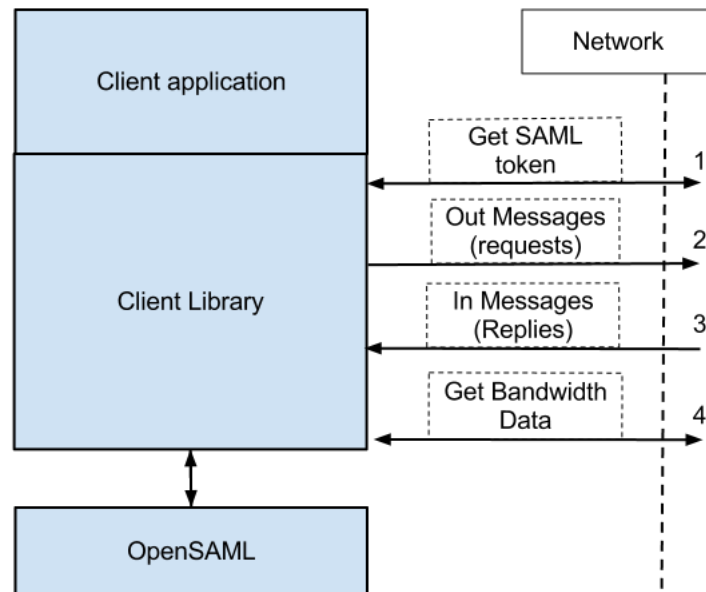 Client application
Network
Get SAML
token
1
Out Messages
(requests)
2
Client Library
In Messages
(Replies)
3
Get Bandwidth
Data
4
OpenSAML